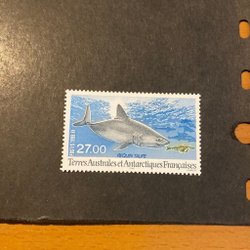 27.00
REQUIN TAUPE
Terres Australes et Antarctiques Françaises